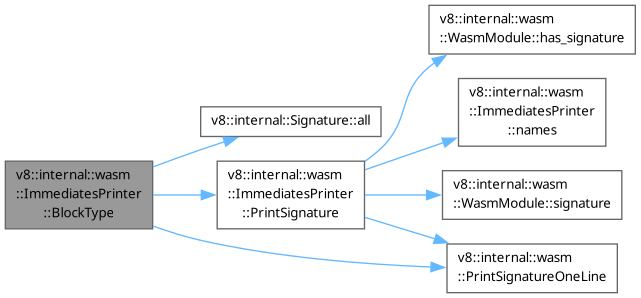 v8::internal::wasm
::ImmediatesPrinter
::BlockType
v8::internal::Signature::all
v8::internal::wasm
::ImmediatesPrinter
::PrintSignature
v8::internal::wasm
::WasmModule::has_signature
v8::internal::wasm
::ImmediatesPrinter
::names
v8::internal::wasm
::WasmModule::signature
v8::internal::wasm
::PrintSignatureOneLine